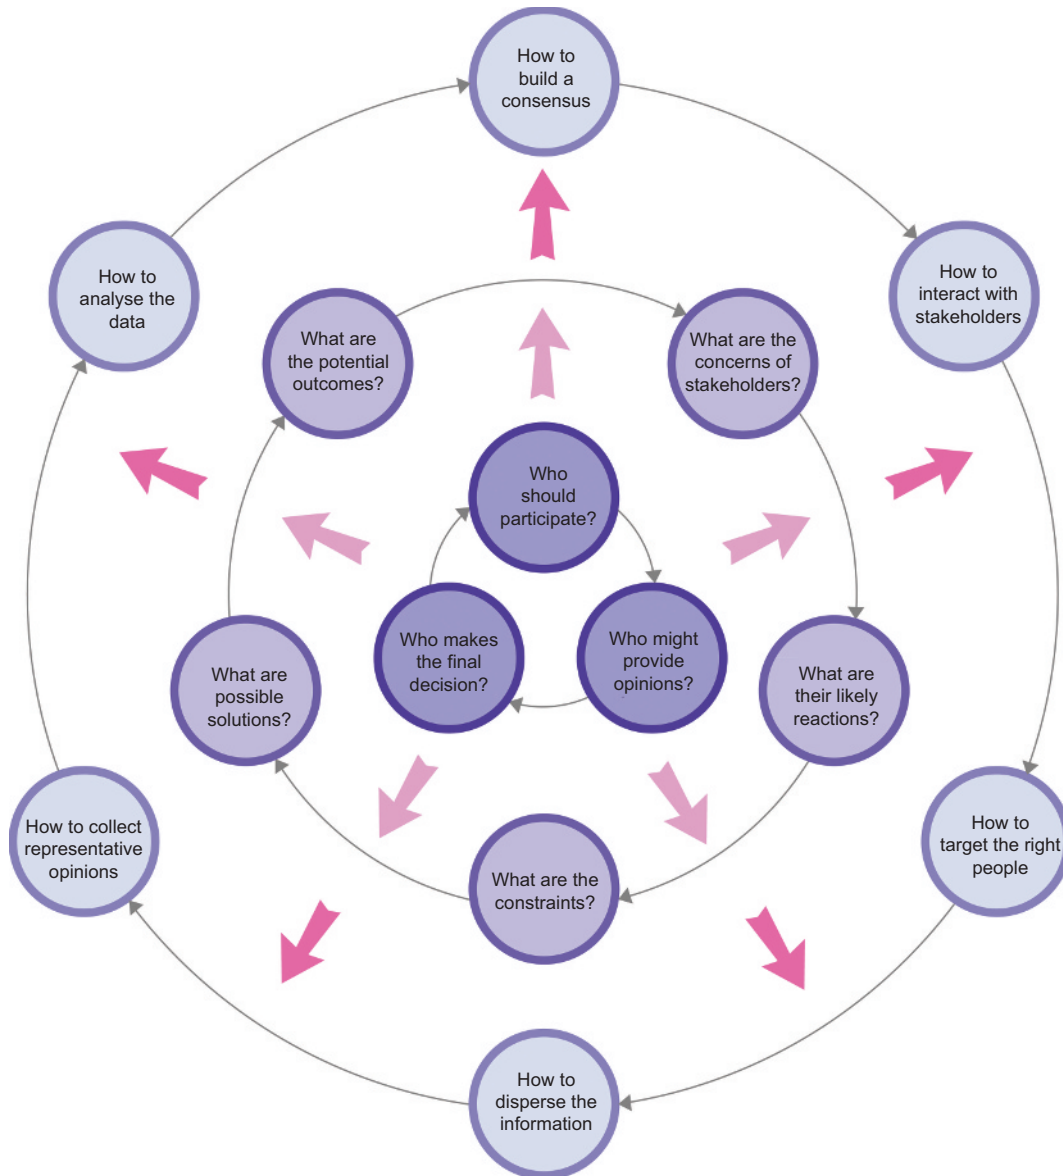 How to
build a
consensus
How to
analyse the
data
How to
interact with
stakeholders
What are
the potential
outcomes?
What are the
concerns of
stakeholders?
Who
should
participate?
Who makes
the final
decision?
Who might
provide
opinions?
What are
possible
solutions?
What are
their likely
reactions?
How to collect
representative
opinions
How to
target the right
people
What are the
constraints?
How to
disperse the
information